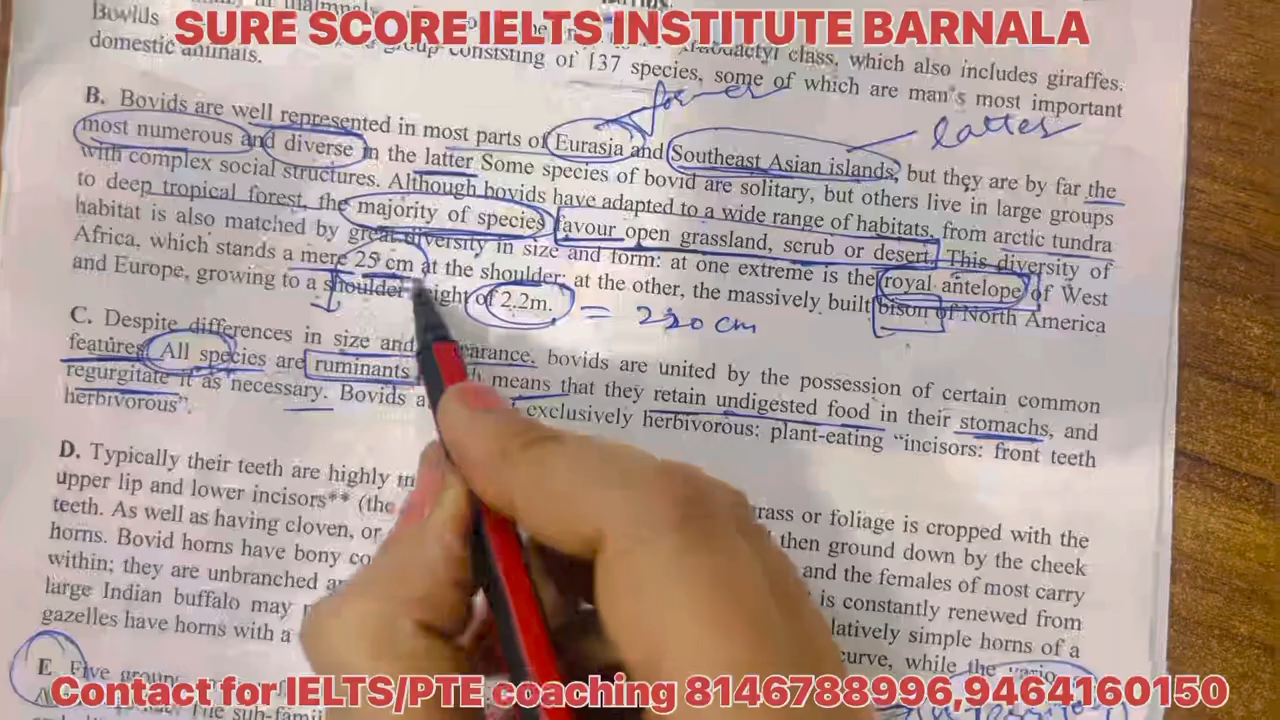 SURE SCORE IELTS INSTITUTE BARNALA
Bovids
group consisting of 137 species, some of which are man's most important
class, which also includes giraffes.
domestic animals.
former
latter
B. Bovids are well represented in most parts of Eurasia and Southeast Asian islands, but they are by far the
most numerous and diverse in the latter Some species of bovid are solitary, but others live in large groups
with complex social structures. Although bovids have adapted to a wide range of habitats, from arctic tundra
to deep tropical forest, the majority of species favour open grassland, scrub or desert. This diversity of
habitat is also matched by great diversity in size and form: at one extreme is the royal antelope of West
Africa, which stands a mere 25 cm at the shoulder; at the other, the massively built bison of North America
and Europe, growing to a shoulder height of 2.2m.
= 220 cm
C. Despite differences in size and appearance, bovids are united by the possession of certain common
features. All species are ruminants means that they retain undigested food in their stomachs, and
regurgitate it as necessary. Bovids exclusively herbivorous: plant-eating "incisors: front teeth
herbivorous".
D. Typically their teeth are highly grass or foliage is cropped with the
upper lip and lower incisors** (the then ground down by the cheek
teeth. As well as having cloven, or and the females of most carry
horns. Bovid horns have bony is constantly renewed from
within; they are unbranched relatively simple horns of a
large Indian buffalo may curve, while the
gazelles have horns with a
E. Five
The
Contact for IELTS/PTE coaching 8146788996,9464160150